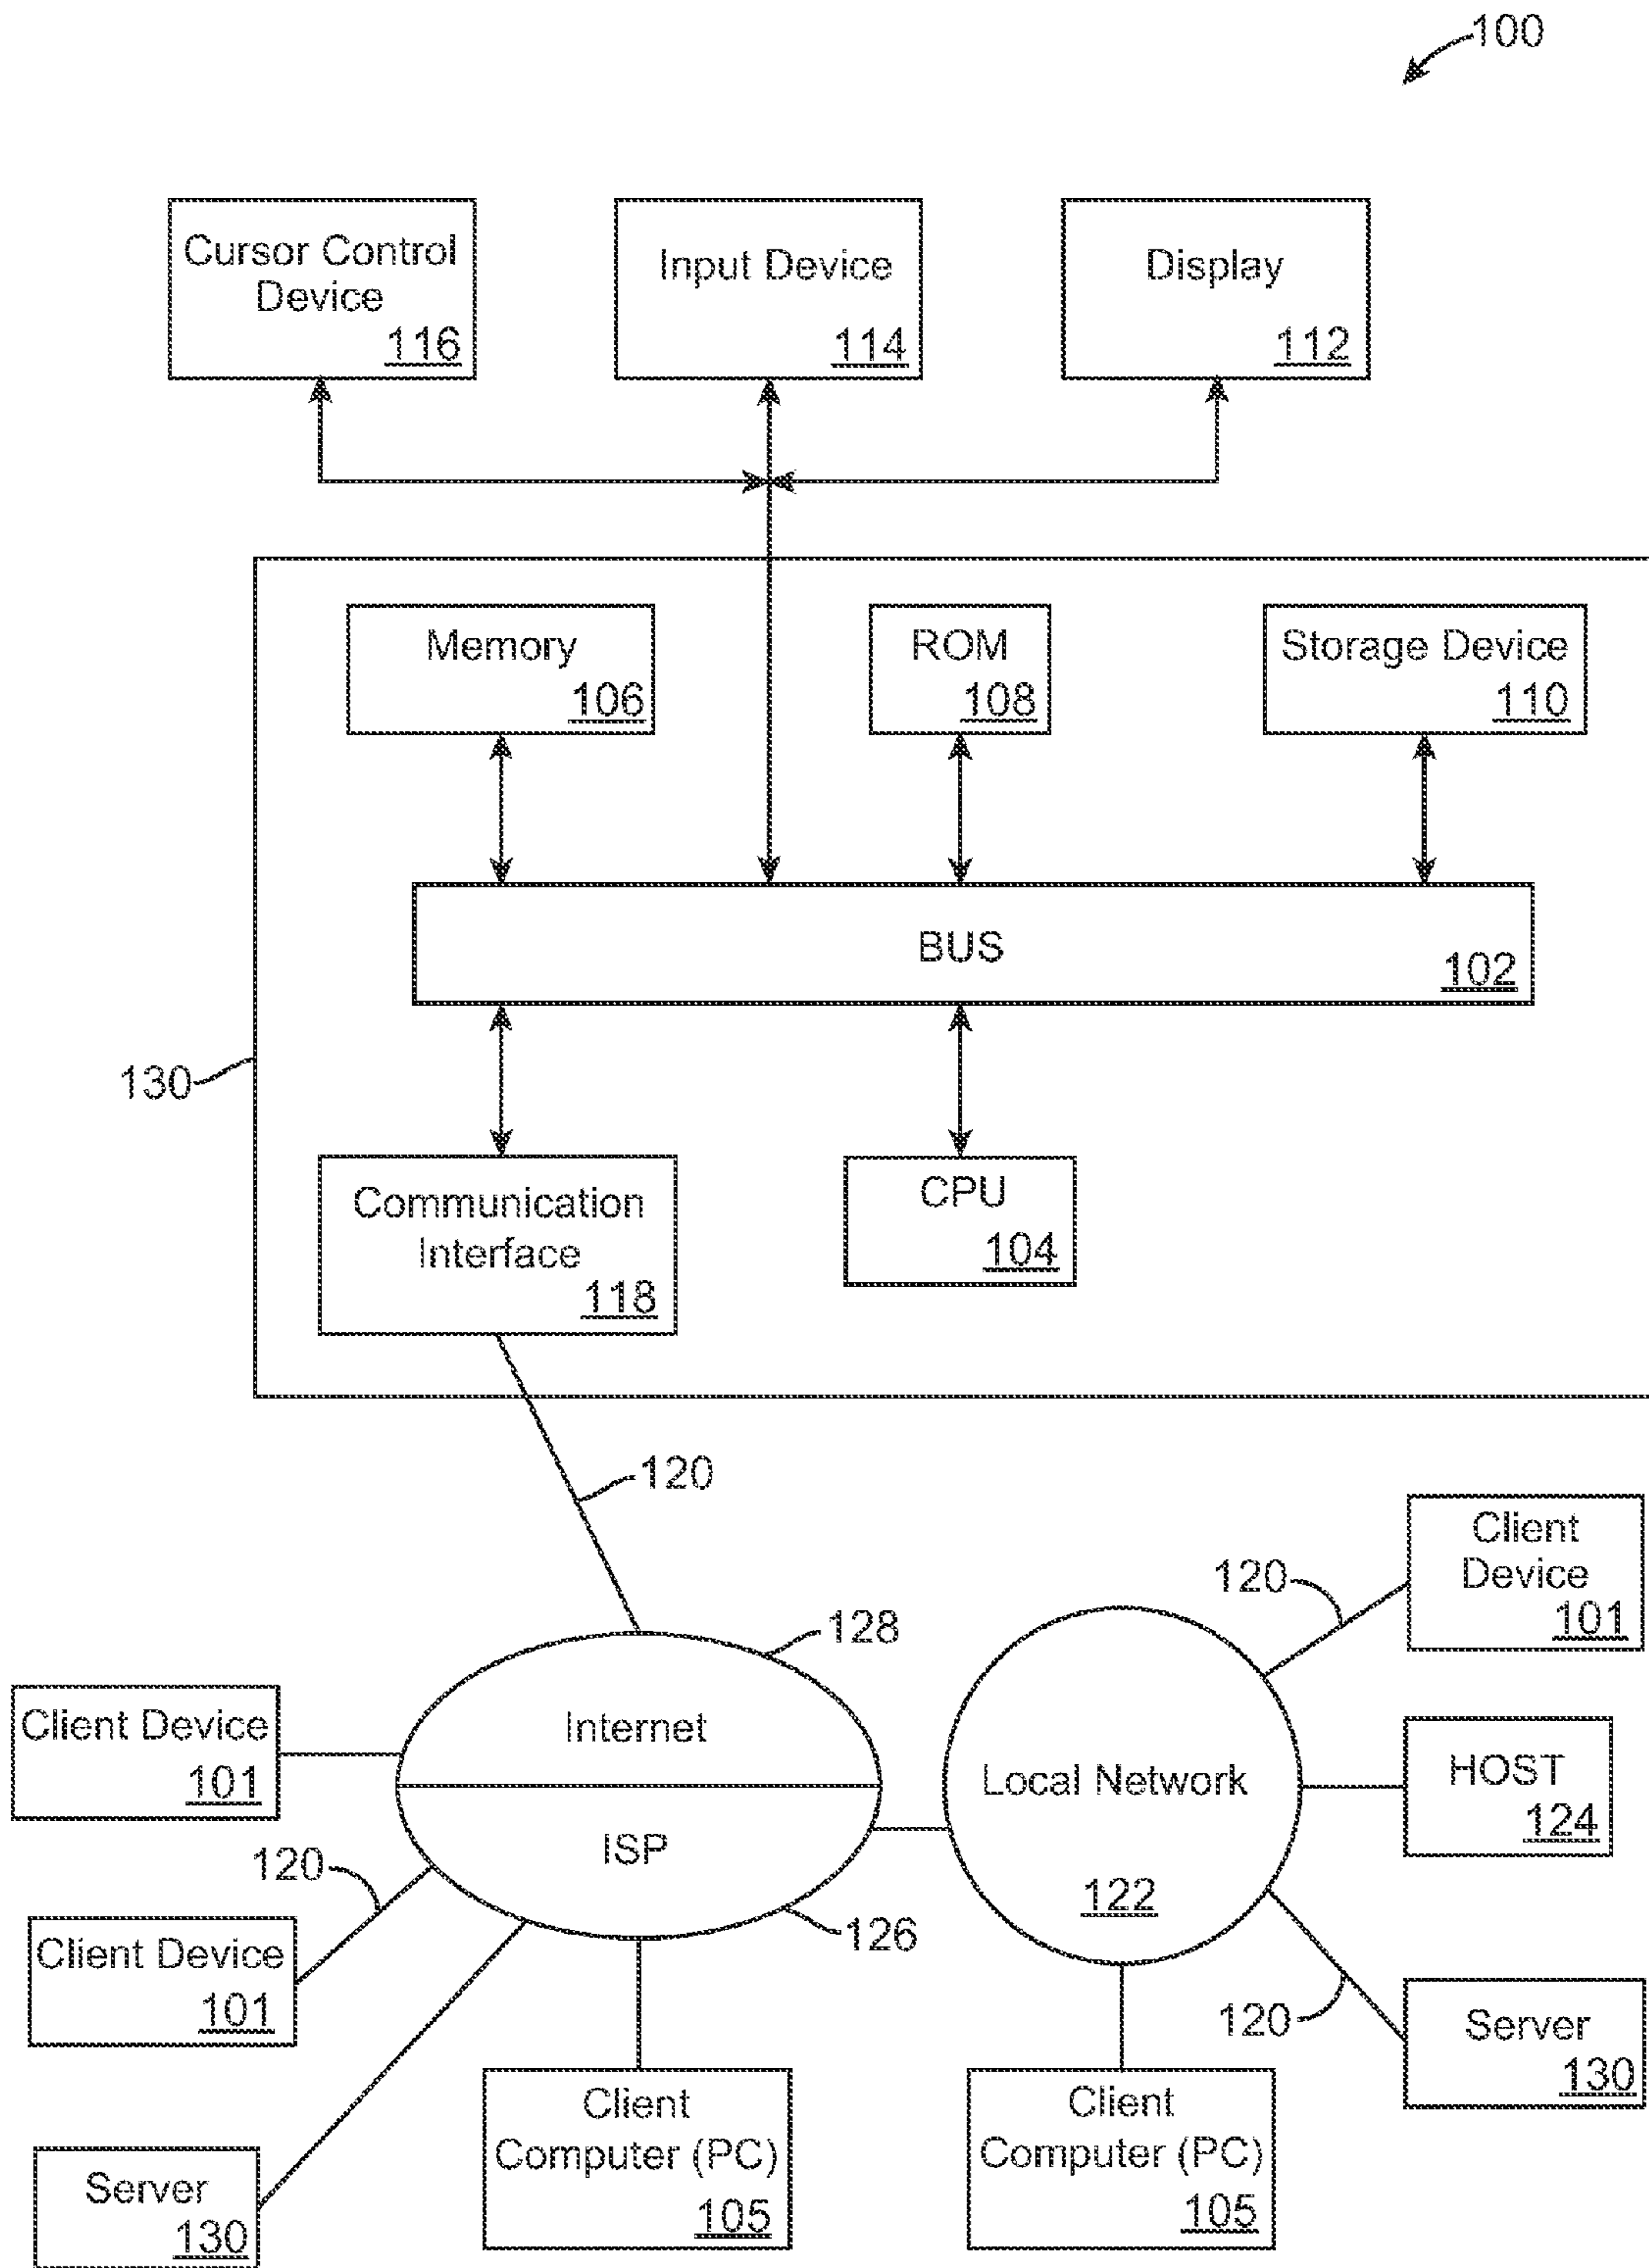 100
Cursor Control
Device
116
Input Device
114
Display
112
Memory
106
ROM
108
Storage Device
110
BUS
102
130
Communication
Interface
118
CPU
104
120
Client
Device
101
120
128
Internet
Client Device
101
Local Network
122
HOST
124
ISP
120
126
Client Device
101
120
Server
130
Client
Computer (PC)
105
Client
Computer (PC)
105
Server
130